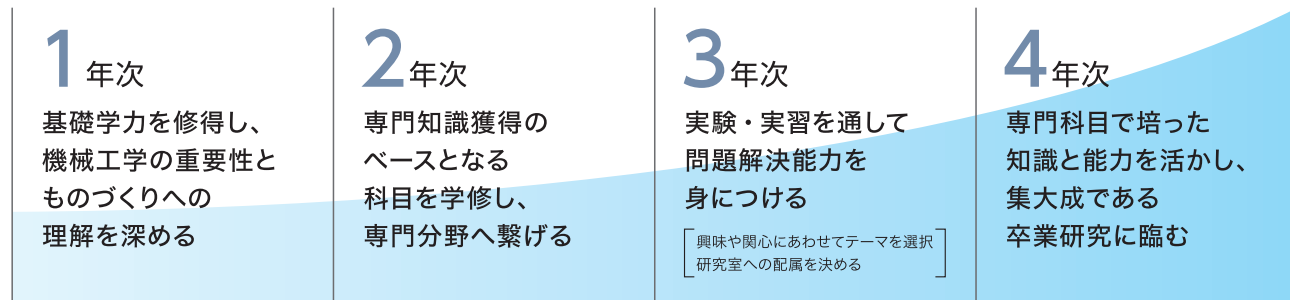 1年次
基礎学力を修得し、
機械工学の重要性と
ものづくりへの
理解を深める
2年次
専門知識獲得の
ベースとなる
科目を学修し、
専門分野へ繋げる
3年次
実験・実習を通して
問題解決能力を
身につける
興味や関心にあわせてテーマを選択
研究室への配属を決める
4年次
専門科目で培った
知識と能力を活かし、
集大成である
卒業研究に臨む